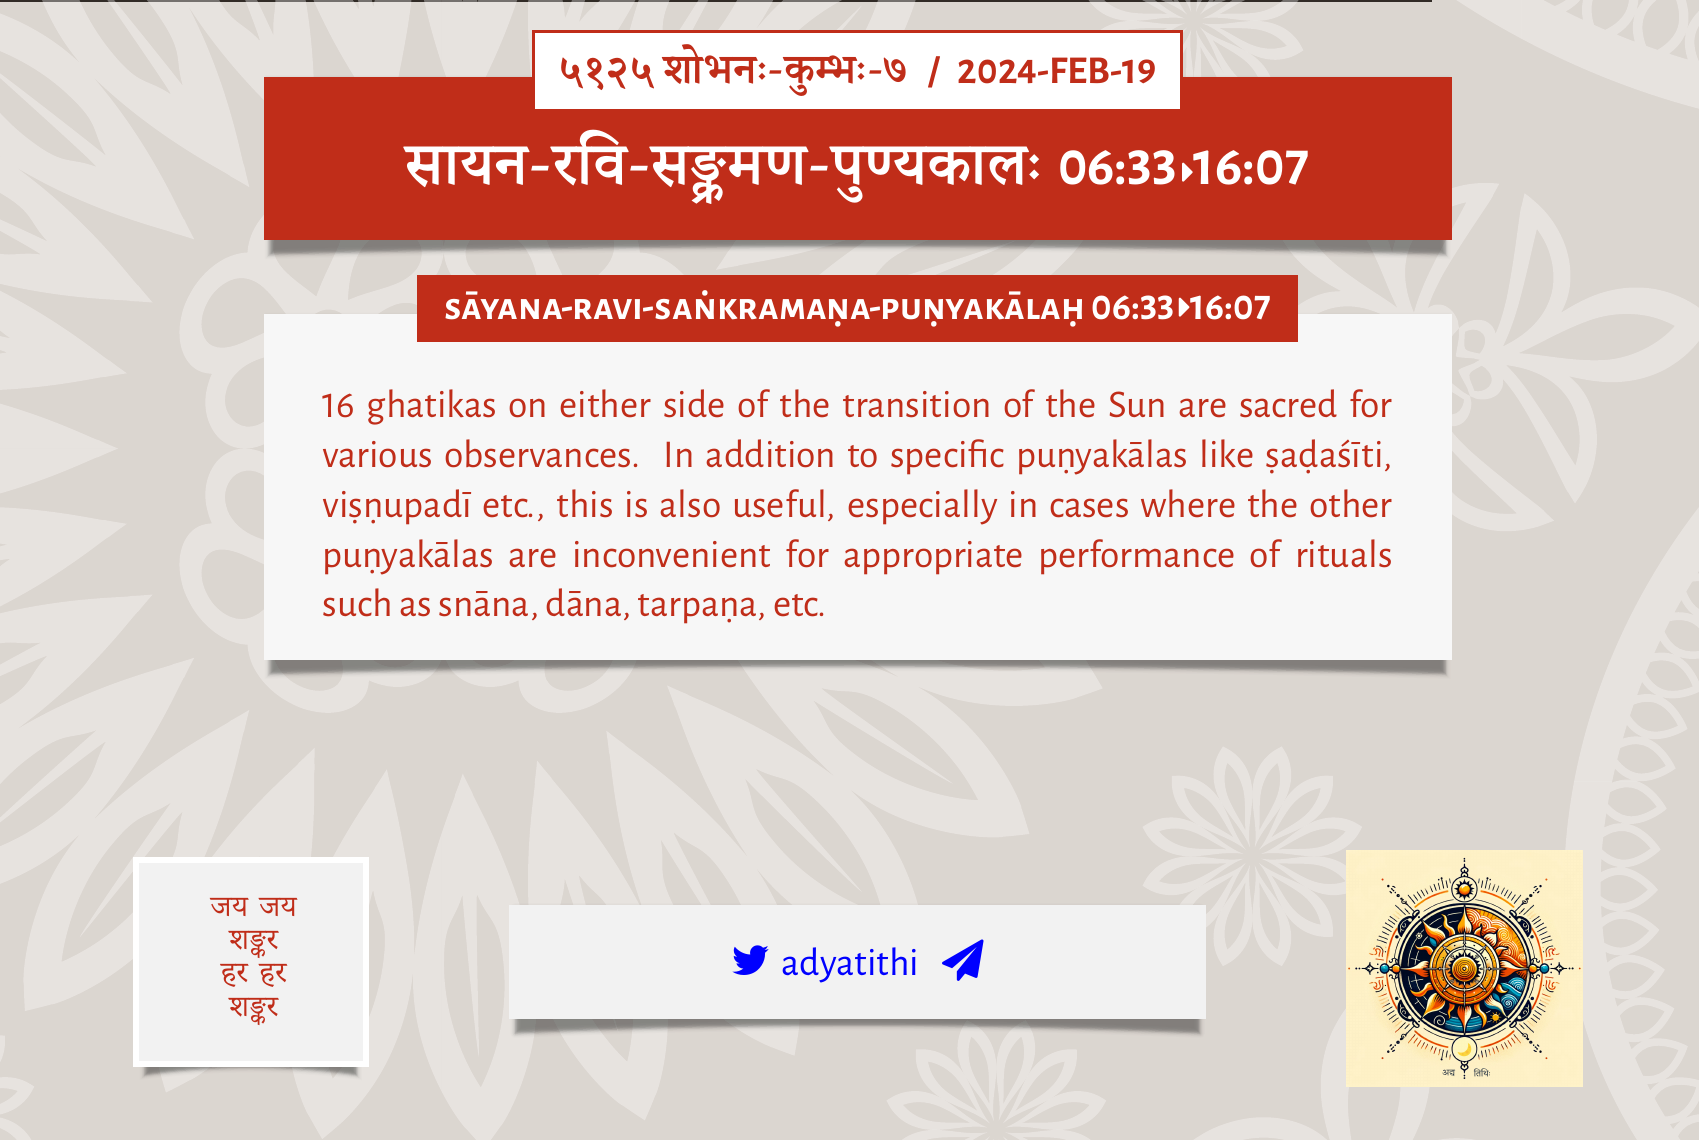 ५१२५ शोभनः-कुम्भः-७ / 2024-FEB-19
सायन-रवि-सङ्क्रमण-पुण्यकालः 06:33▸16:07
SĀYANA-RAVI-SAṄKRAMAṆA-PUṆYAKĀLAḤ 06:33▸16:07
16 ghatikas on either side of the transition of the Sun are sacred for
various observances. In addition to specific puṇyakālas like ṣaḍaśīti,
viṣṇupadī etc., this is also useful, especially in cases where the other
puṇyakālas are inconvenient for appropriate performance of rituals
such as snāna, dāna, tarpaṇa, etc.
जय जय
शङ्कर
हर हर
शङ्कर
adyatithi
अद्य तिथिः